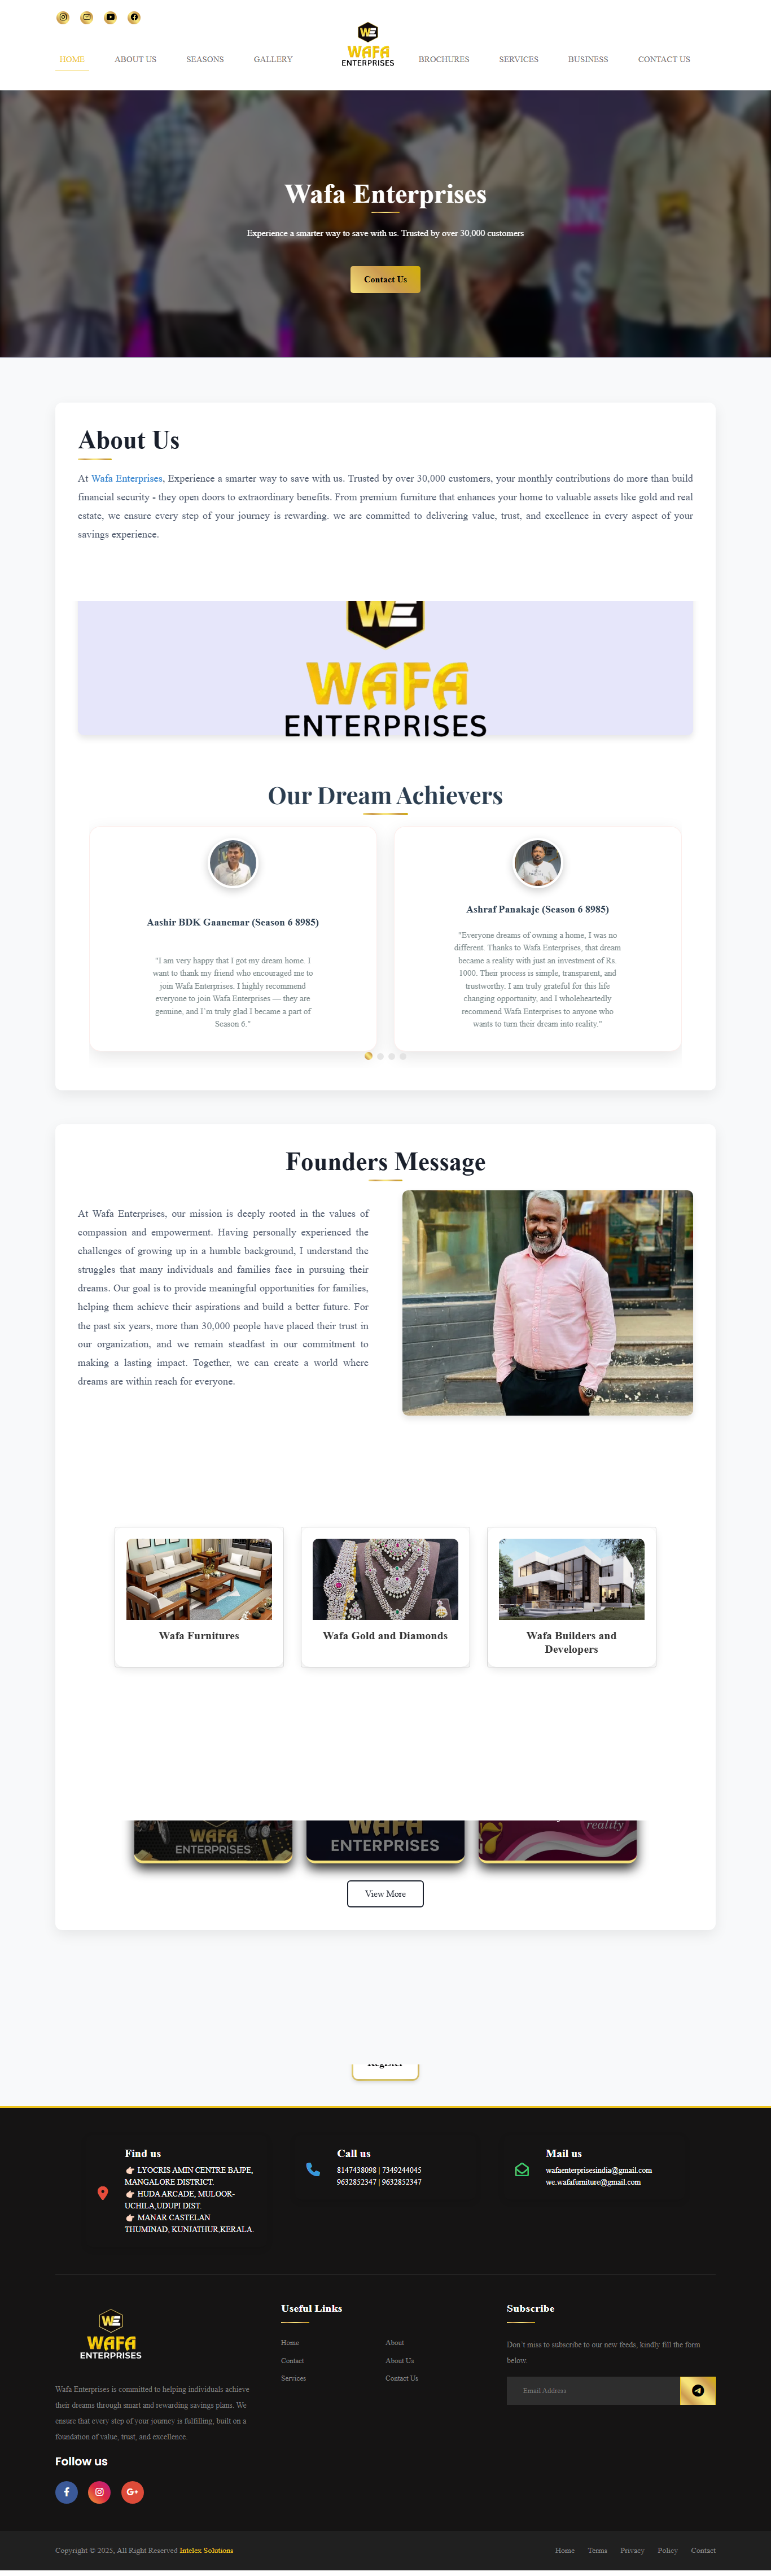 HOME
ABOUT US
SEASONS
GALLERY
WE
WAFA
ENTERPRISES
BROCHURES
SERVICES
BUSINESS
CONTACT US
Wafa Enterprises
Experience a smarter way to save with us. Trusted by over 30,000 customers
Contact Us
About Us
At Wafa Enterprises, Experience a smarter way to save with us. Trusted by over 30,000 customers, your monthly contributions do more than build
financial security - they open doors to extraordinary benefits. From premium furniture that enhances your home to valuable assets like gold and real
estate, we ensure every step of your journey is rewarding. we are committed to delivering value, trust, and excellence in every aspect of your
savings experience.
WE
WAFA
ENTERPRISES
Our Dream Achievers
Aashir BDK Gaanemar (Season 6 8985)
"I am very happy that I got my dream home. I
want to thank my friend who encouraged me to
join Wafa Enterprises. I highly recommend
everyone to join Wafa Enterprises — they are
genuine, and I'm truly glad I became a part of
Season 6."
Ashraf Panakaje (Season 6 8985)
"Everyone dreams of owning a home, I was no
different. Thanks to Wafa Enterprises, that dream
became a reality with just an investment of Rs.
1000. Their process is simple, transparent, and
trustworthy. I am truly grateful for this life
changing opportunity, and I wholeheartedly
recommend Wafa Enterprises to anyone who
wants to turn their dream into reality."
Founders Message
At Wafa Enterprises, our mission is deeply rooted in the values of
compassion and empowerment. Having personally experienced the
challenges of growing up in a humble background, I understand the
struggles that many individuals and families face in pursuing their
dreams. Our goal is to provide meaningful opportunities for families,
helping them achieve their aspirations and build a better future. For
the past six years, more than 30,000 people have placed their trust in
our organization, and we remain steadfast in our commitment to
making a lasting impact. Together, we can create a world where
dreams are within reach for everyone.
Wafa Furnitures
Wafa Gold and Diamonds
Wafa Builders and
Developers
WAFA
ENTERPRISES
WAFA
ENTERPRISES
reality
7
View More
Register
Find us
👉🏻 LYOCRIS AMIN CENTRE BAJPE,
MANGALORE DISTRICT.
👉🏻 HUDA ARCADE, MULOOR-
UCHILA,UDUPI DIST.
👉🏻 MANAR CASTELAN
THUMINAD, KUNJATHUR,KERALA.
Call us
8147438098 | 7349244045
9632852347 | 9632852347
Mail us
wafaenterprisesindia@gmail.com
we.wafafurniture@gmail.com
WE
WAFA
ENTERPRISES
Wafa Enterprises is committed to helping individuals achieve
their dreams through smart and rewarding savings plans. We
ensure that every step of your journey is fulfilling, built on a
foundation of value, trust, and excellence.
Follow us
Useful Links
Home
About
Contact
About Us
Services
Contact Us
Subscribe
Don't miss to subscribe to our new feeds, kindly fill the form
below.
Email Address
Copyright © 2025, All Right Reserved Intelex Solutions
Home
Terms
Privacy
Policy
Contact